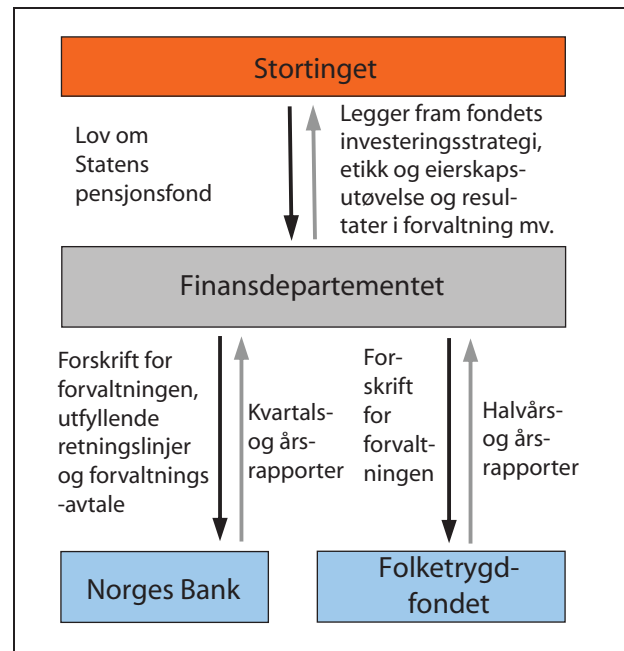 Stortinget
Lov om
Statens
pensjonsfond
Legger fram fondets
investeringsstrategi,
etikk og eierskaps-
utøvelse og resul-
tater i forvaltning mv.
Finansdepartementet
Forskrift for
forvaltningen,
utfyllende
retningslinjer
og forvaltnings
-avtale
Kvartals-
og års-
rapporter
For-
skrift
for
forvalt-
ningen
Halvårs-
og års-
rapporter
Norges Bank
Folketrygd-
fondet